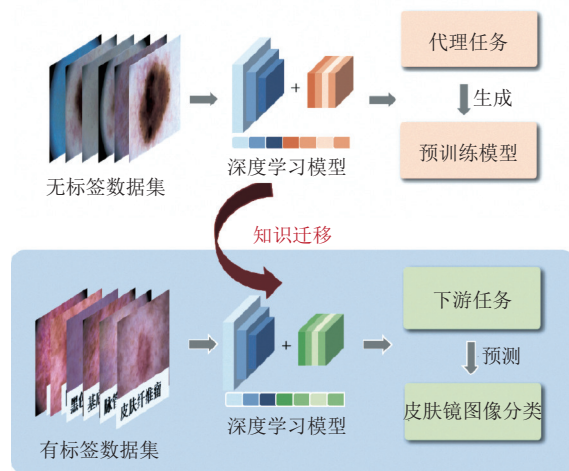 代理任务
生成
预训练模型
无标签数据集
深度学习模型
知识迁移
下游任务
预测
皮肤镜图像分类
皮肤纤维瘤
有标签数据集
深度学习模型